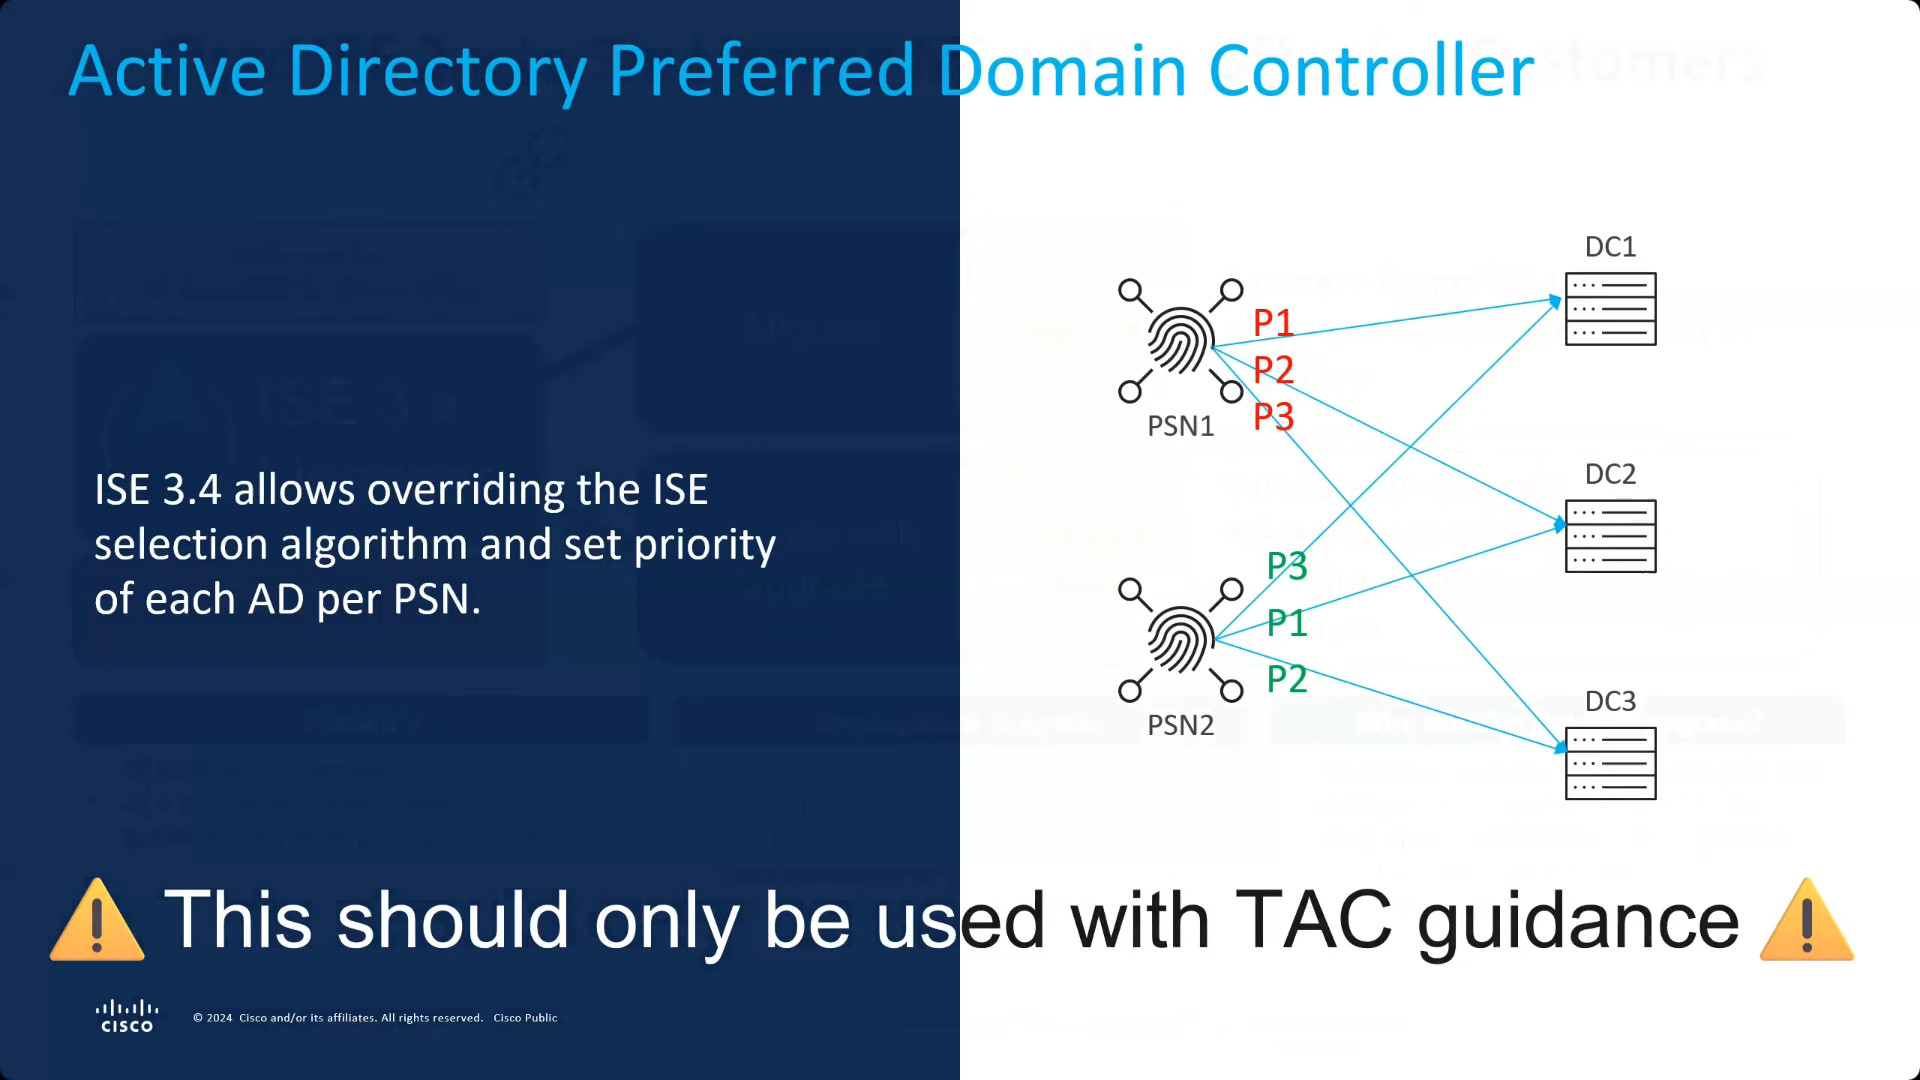 Active Directory Preferred Domain Controller
ISE 3.4 allows overriding the ISE
selection algorithm and set priority
of each AD per PSN.
DC1
P1
P2
P3
PSN1
DC2
P3
P1
P2
PSN2
DC3
This should only be used with TAC guidance
CISCO
© 2024 Cisco and/or its affiliates. All rights reserved. Cisco Public